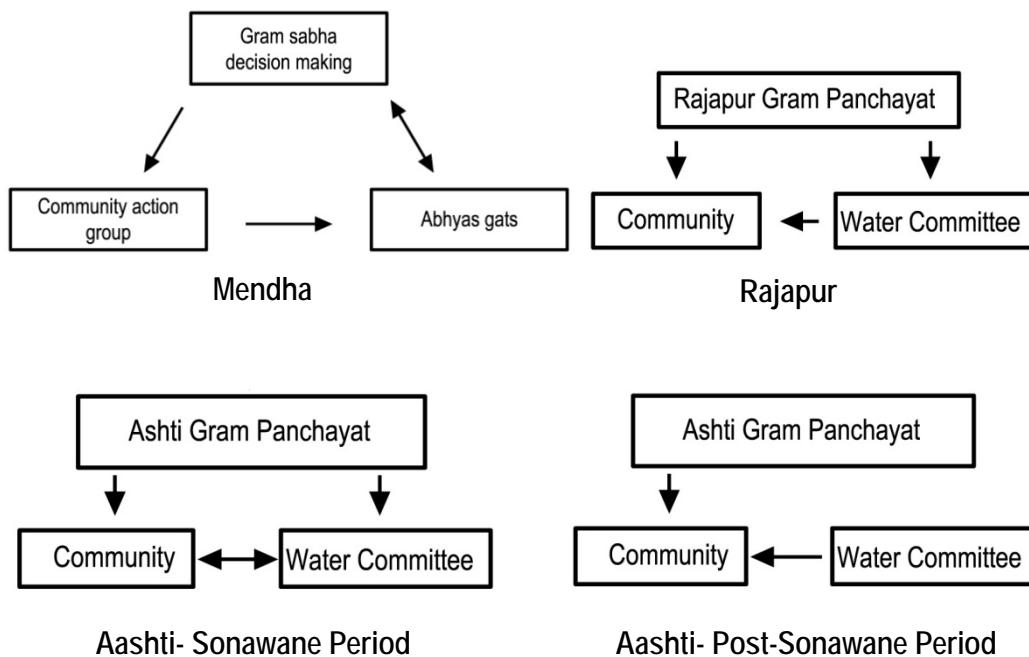 Gram sabha
decision making
Community action
group
Abhyas gats
Mendha
Rajapur Gram Panchayat
Community
Water Committee
Rajapur
Ashti Gram Panchayat
Community
Water Committee
Aashti- Sonawane Period
Ashti Gram Panchayat
Community
Water Committee
Aashti- Post-Sonawane Period